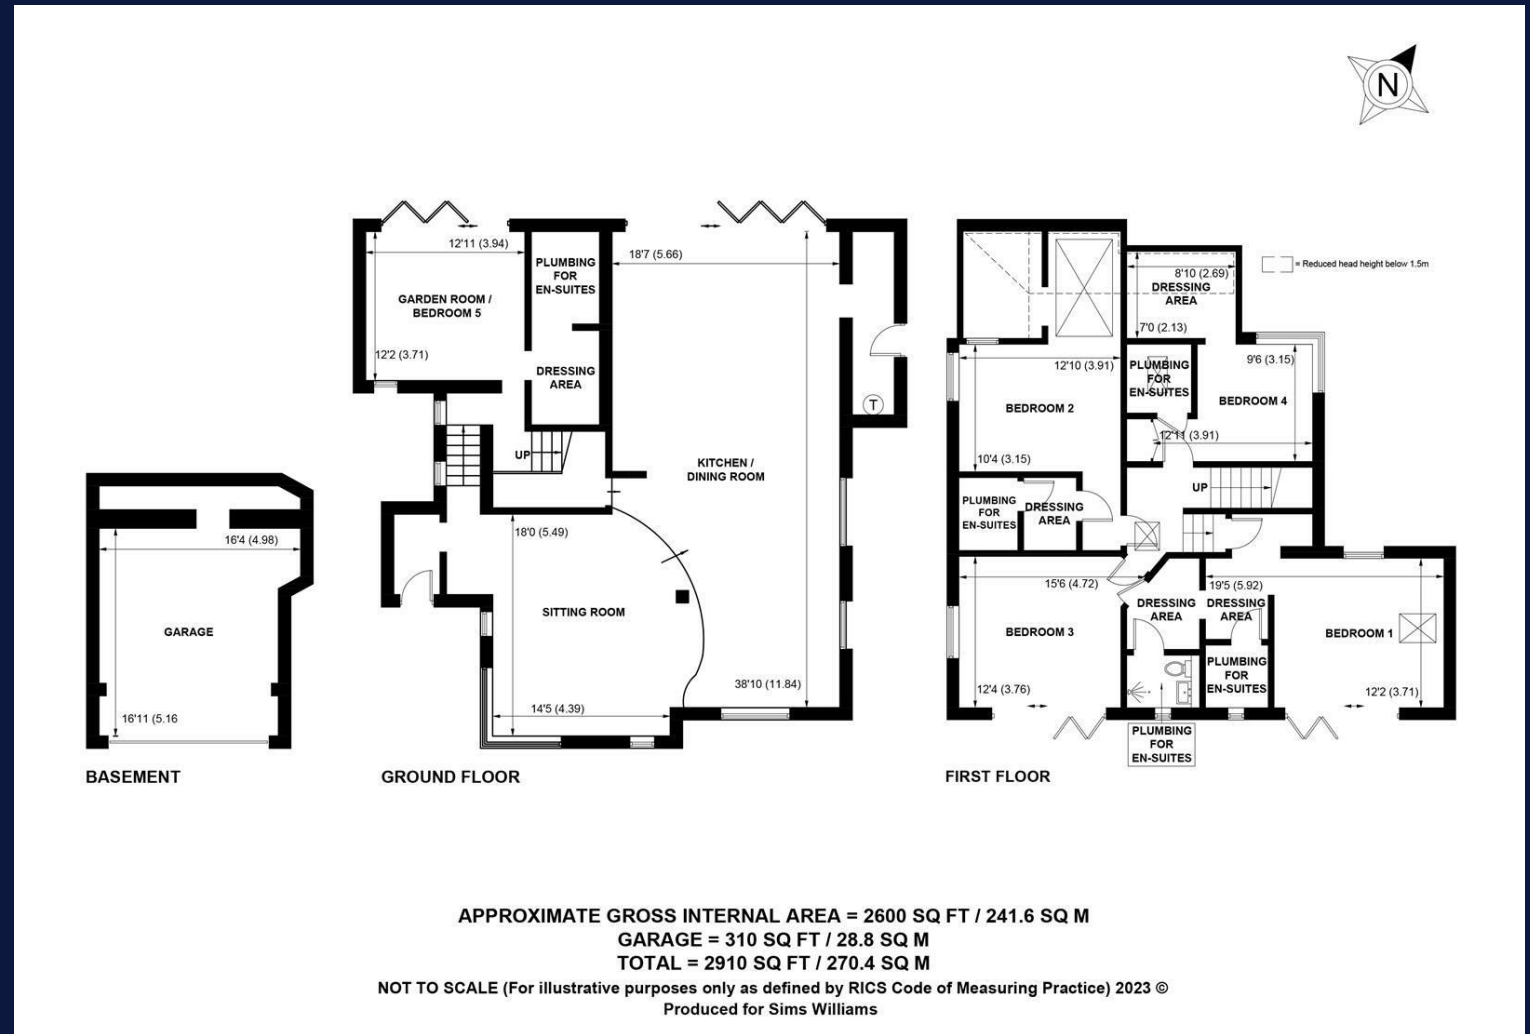 N
= Reduced head height below 1.5m
16'4 (4.98)
GARAGE
16'11 (5.16
BASEMENT
12'11 (3.94)
GARDEN ROOM /
BEDROOM 5
12'2 (3.71)
PLUMBING
FOR
EN-SUITES
DRESSING
AREA
UP
18'7 (5.66)
KITCHEN /
DINING ROOM
38'10 (11.84)
T
18'0 (5.49)
SITTING ROOM
14'5 (4.39)
GROUND FLOOR
8'10 (2.69)
DRESSING
AREA
7'0 (2.13)
12'10 (3.91)
BEDROOM 2
10'4 (3.15)
PLUMBING
FOR
EN-SUITES
9'6 (3.15)
BEDROOM 4
12'11 (3.91)
UP
PLUMBING
FOR
EN-SUITES
DRESSING
AREA
15'6 (4.72)
BEDROOM 3
12'4 (3.76)
DRESSING
AREA
19'5 (5.92)
DRESSING
AREA
BEDROOM 1
PLUMBING
FOR
EN-SUITES
12'2 (3.71)
PLUMBING
FOR
EN-SUITES
FIRST FLOOR
APPROXIMATE GROSS INTERNAL AREA = 2600 SQ FT / 241.6 SQ M
GARAGE = 310 SQ FT / 28.8 SQ M
TOTAL = 2910 SQ FT / 270.4 SQ M
NOT TO SCALE (For illustrative purposes only as defined by RICS Code of Measuring Practice) 2023 ©
Produced for Sims Williams